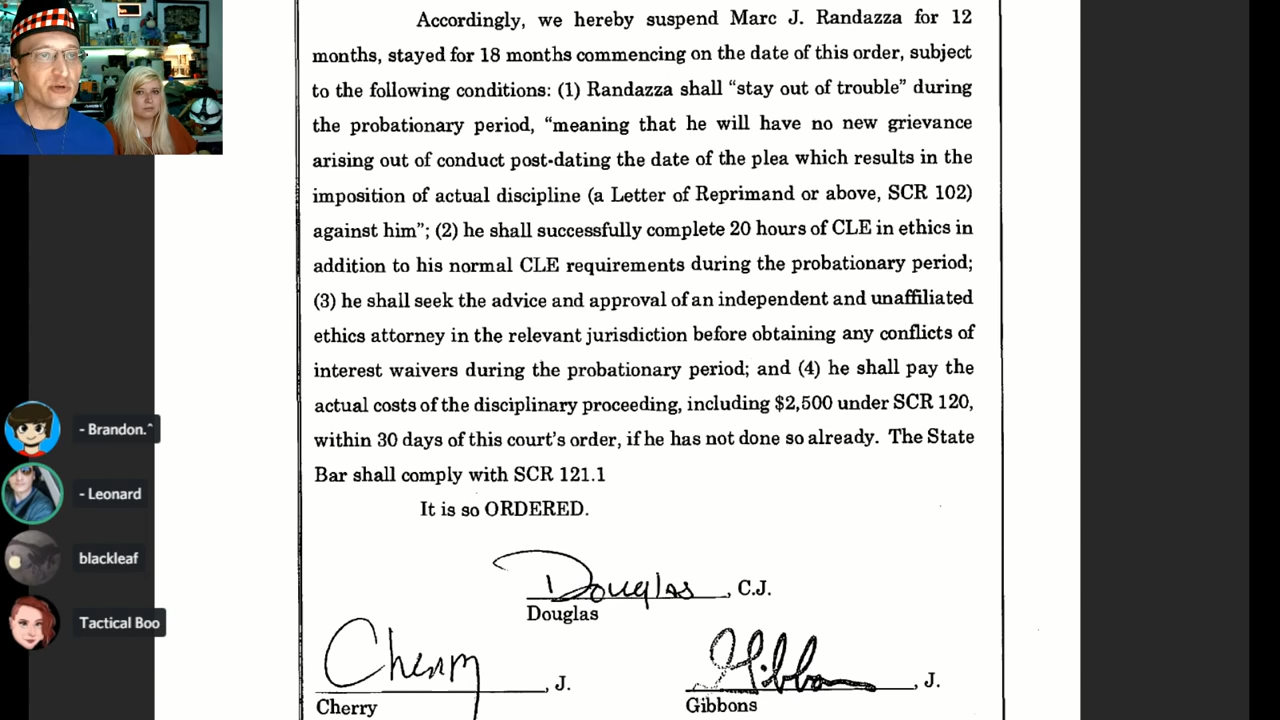 Accordingly, we hereby suspend Marc J. Randazza for 12
months, stayed for 18 months commencing on the date of this order, subject
to the following conditions: (1) Randazza shall “stay out of trouble” during
the probationary period, “meaning that he will have no new grievance
arising out of conduct post-dating the date of the plea which results in the
imposition of actual discipline (a Letter of Reprimand or above, SCR 102)
against him”; (2) he shall successfully complete 20 hours of CLE in ethics in
addition to his normal CLE requirements during the probationary period;
(3) he shall seek the advice and approval of an independent and unaffiliated
ethics attorney in the relevant jurisdiction before obtaining any conflicts of
interest waivers during the probationary period; and (4) he shall pay the
actual costs of the disciplinary proceeding, including $2,500 under SCR 120,
within 30 days of this court's order, if he has not done so already. The State
Bar shall comply with SCR 121.1
It is so ORDERED.
Douglas, C.J.
Douglas
Cherry, J.
Cherry
Gibbons, J.
Gibbons
- Brandon.^
- Leonard
blackleaf
Tactical Boo